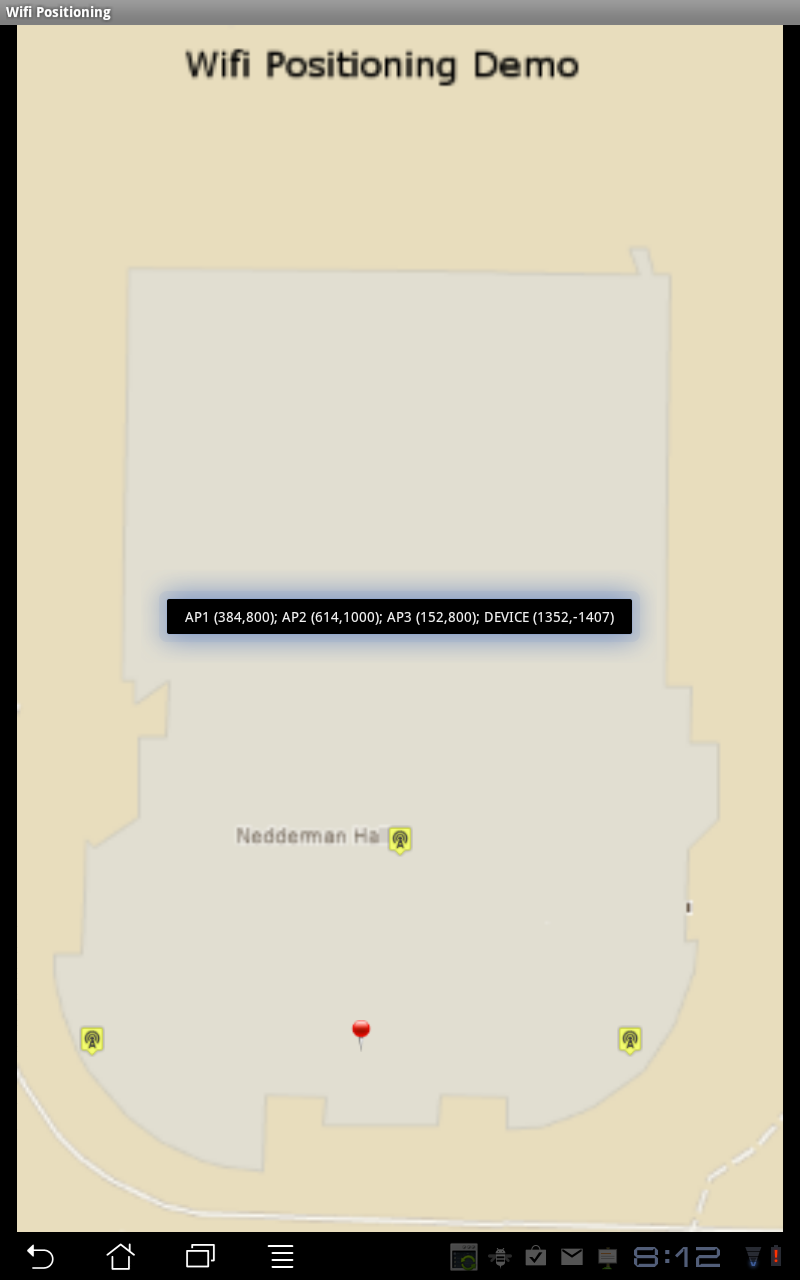 Wifi Positioning
Wifi Positioning Demo
AP1 (384,800); AP2 (614,1000); AP3 (152,800); DEVICE (1352,-1407)
Nedderman
8:12